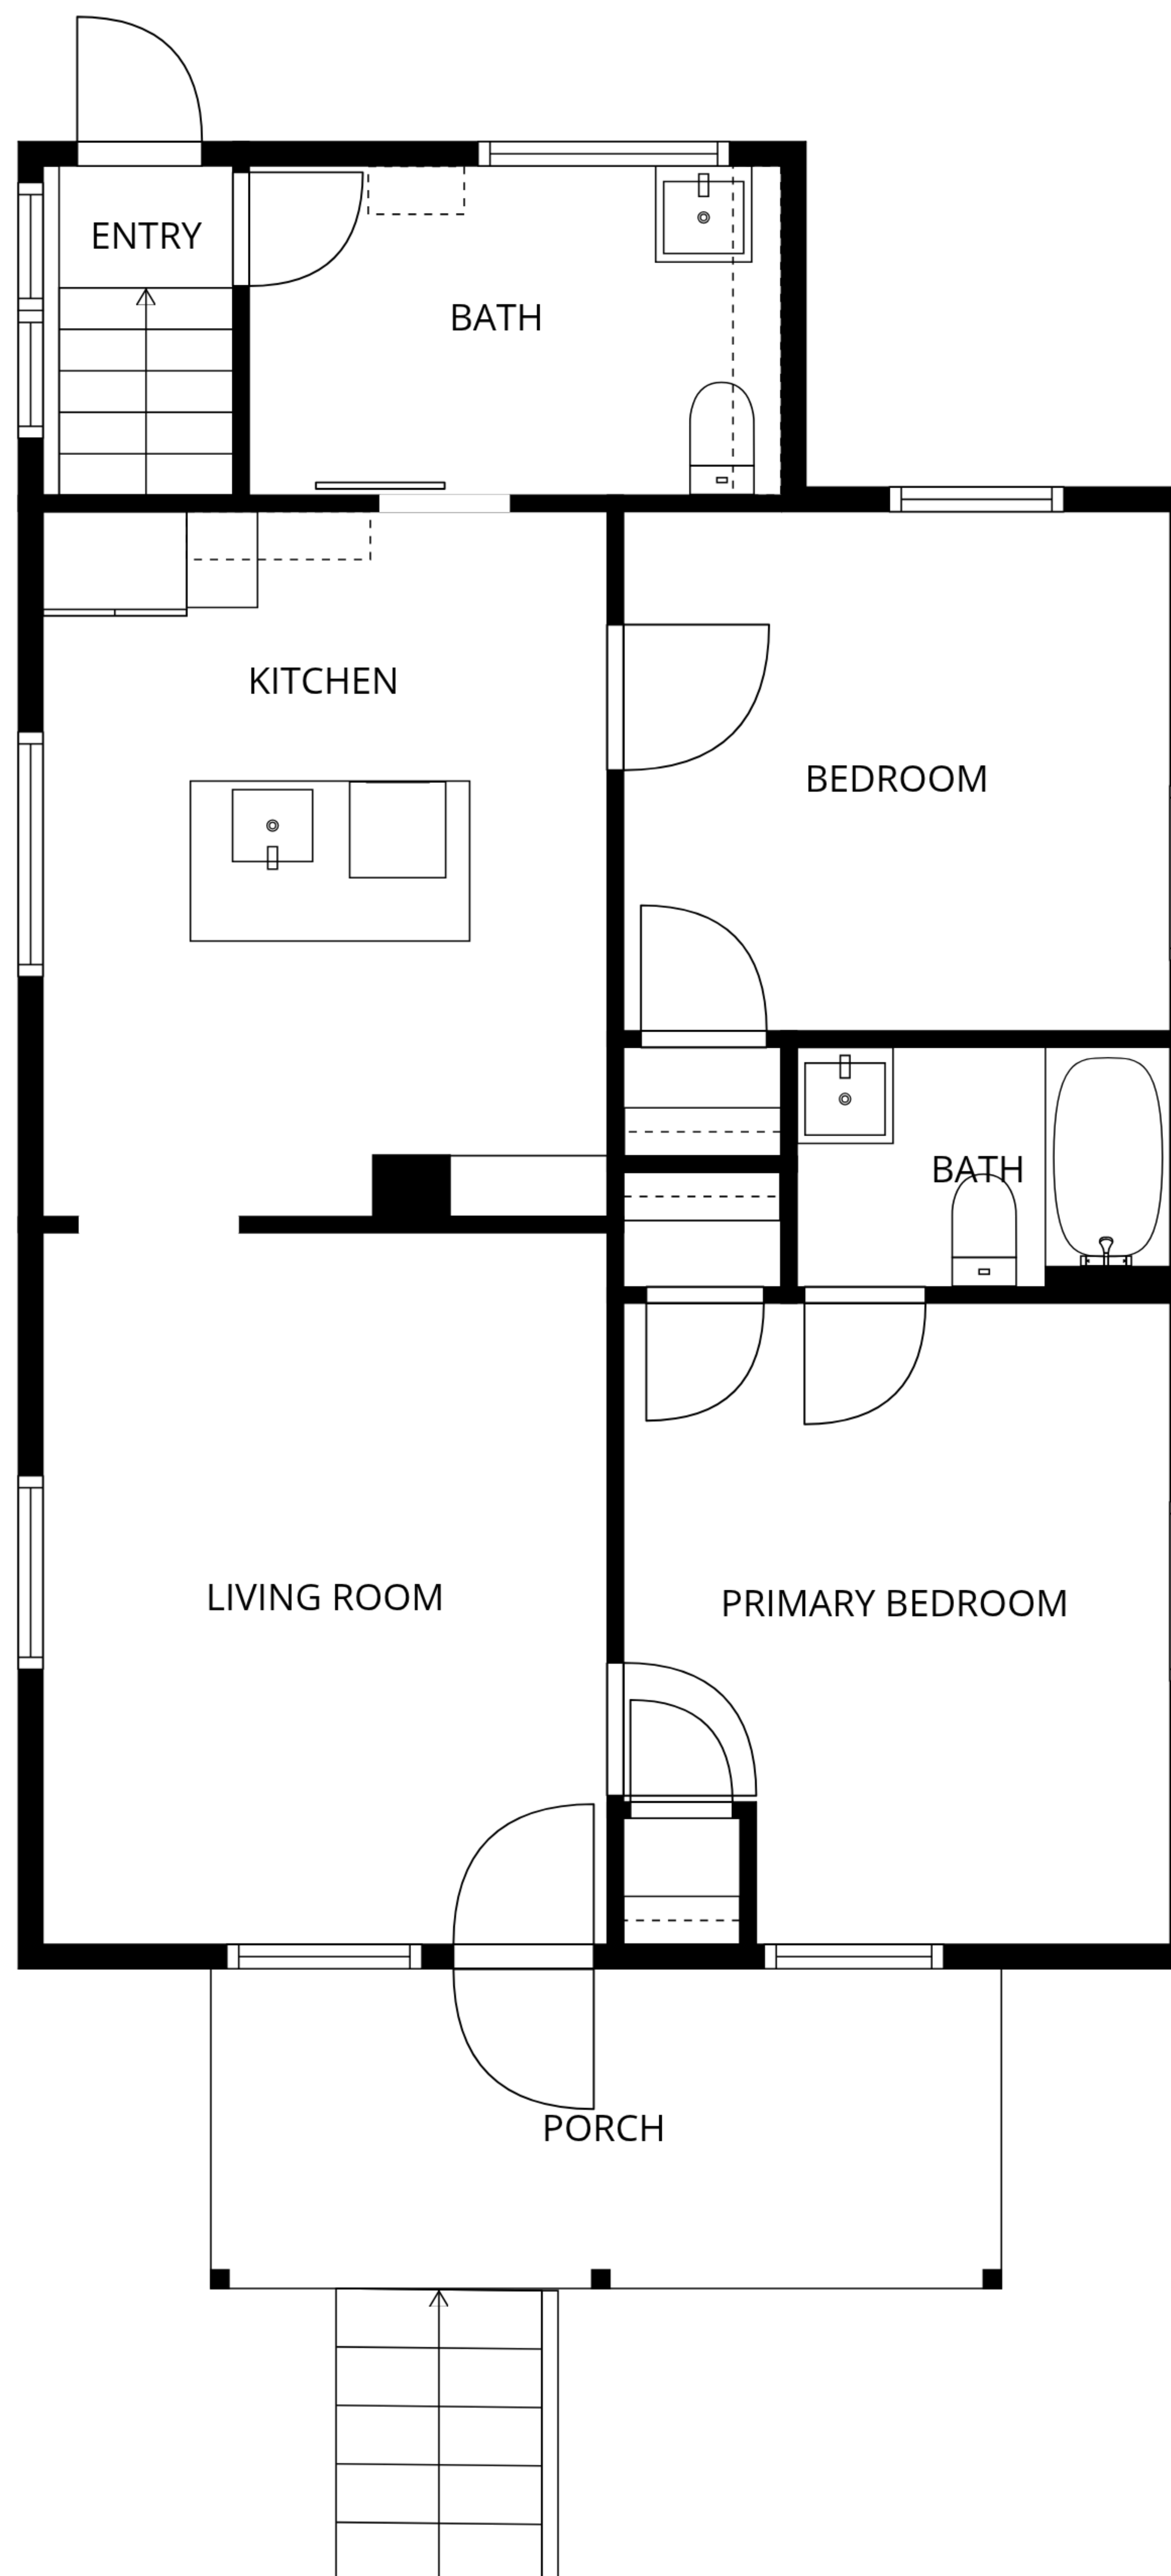 ENTRY
BATH
KITCHEN
BEDROOM
BATH
LIVING ROOM
PRIMARY BEDROOM
PORCH